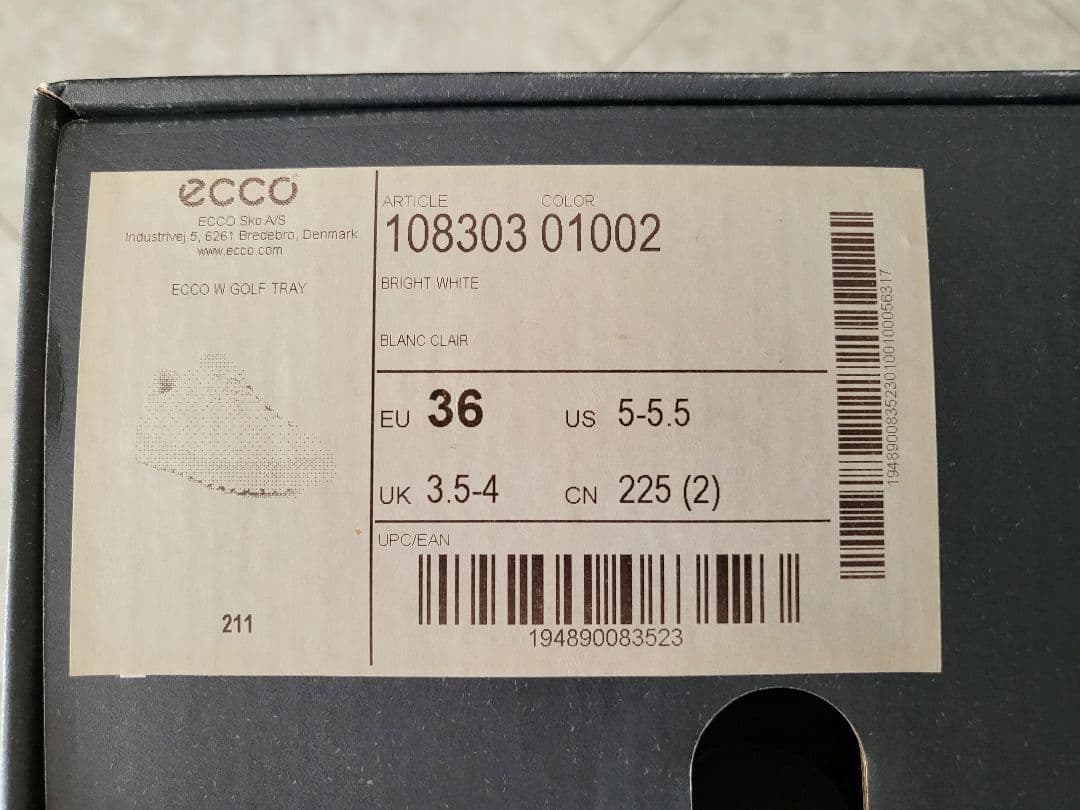 ecco
ECCO Sko A/S
Industrivej 5, 6261 Bredebro, Denmark
www.ecco.com
ECCO W GOLF TRAY
211
ARTICLE COLOR
108303 01002
BRIGHT WHITE
BLANC CLAIR
EU 36 US 5-5.5
UK 3.5-4 CN 225 (2)
UPC/EAN
194890083523
19489008352301001000056317